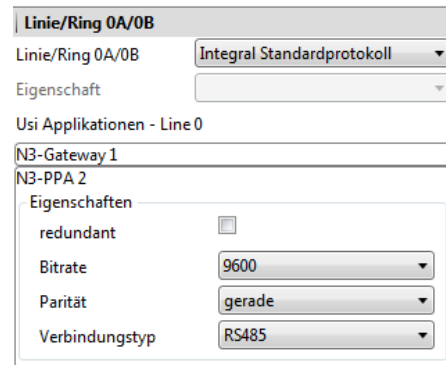 Linie/Ring 0A/0B
Linie/Ring 0A/0B Integral Standardprotokoll
Eigenschaft
Usi Applikationen - Line 0
N3-Gateway 1
N3-PPA 2
Eigenschaften
redundant
Bitrate 9600
Parität gerade
Verbindungstyp RS485